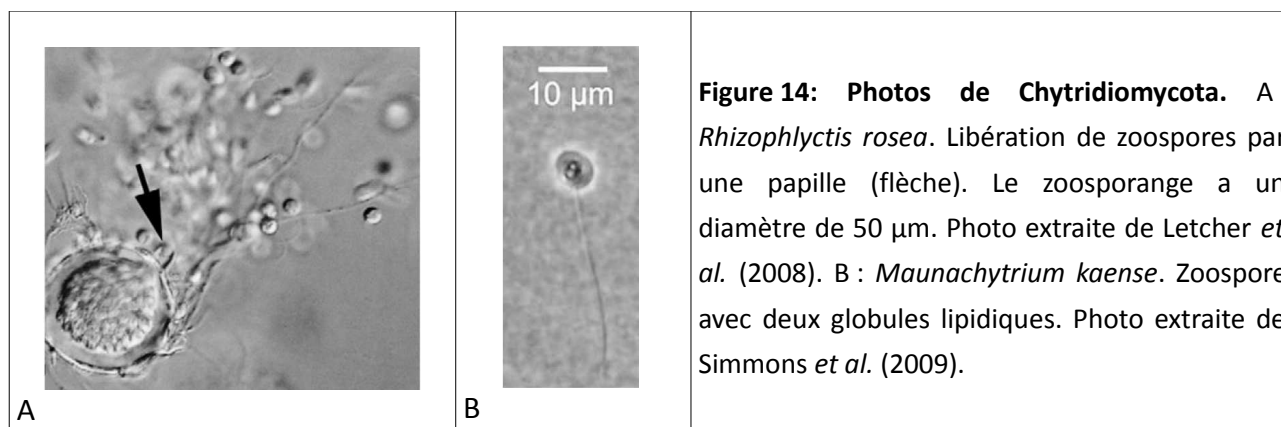 A
10 µm
B
Figure 14: Photos de Chytridiomycota. A
Rhizophlyctis rosea. Libération de zoospores par
une papille (flèche). Le zoosporange a un
diamètre de 50 µm. Photo extraite de Letcher et
al. (2008). B : Maunachytrium kaense. Zoospore
avec deux globules lipidiques. Photo extraite de
Simmons et al. (2009).